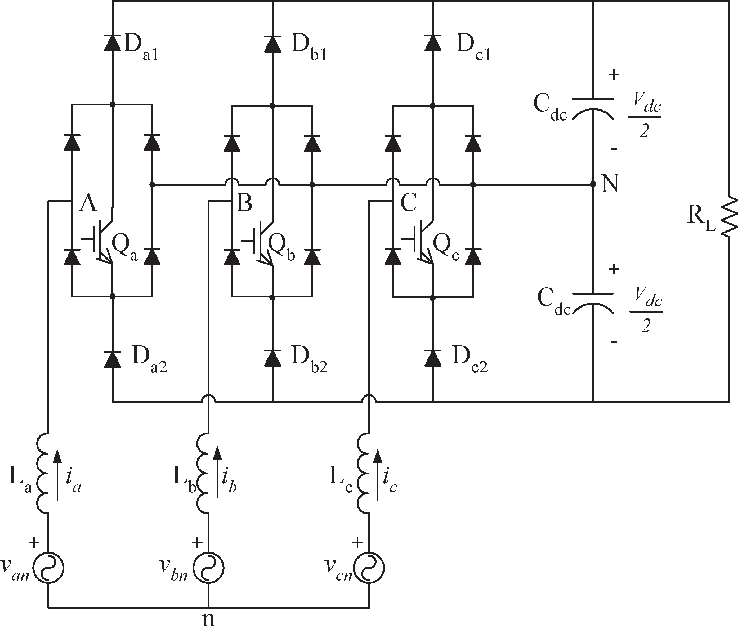 Da1
Db1
Dc1
+
Cdc
Vdc
2
-
A
B
C
N
RL
Qa
Qb
Qc
+
Cdc
Vdc
2
-
Da2
Db2
Dc2
La
ia
Lb
ib
Lc
ic
+
+
+
van
vbn
vcn
n